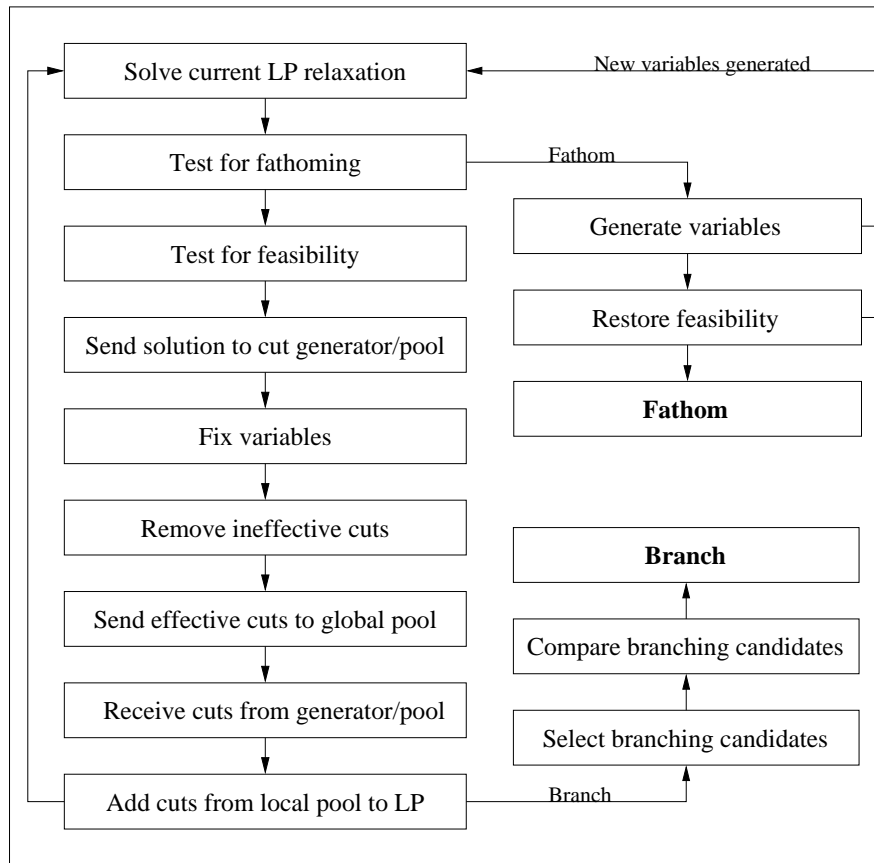 Solve current LP relaxation
New variables generated
Test for fathoming
Fathom
Generate variables
Test for feasibility
Restore feasibility
Send solution to cut generator/pool
Fathom
Fix variables
Remove ineffective cuts
Branch
Send effective cuts to global pool
Compare branching candidates
Receive cuts from generator/pool
Select branching candidates
Add cuts from local pool to LP
Branch